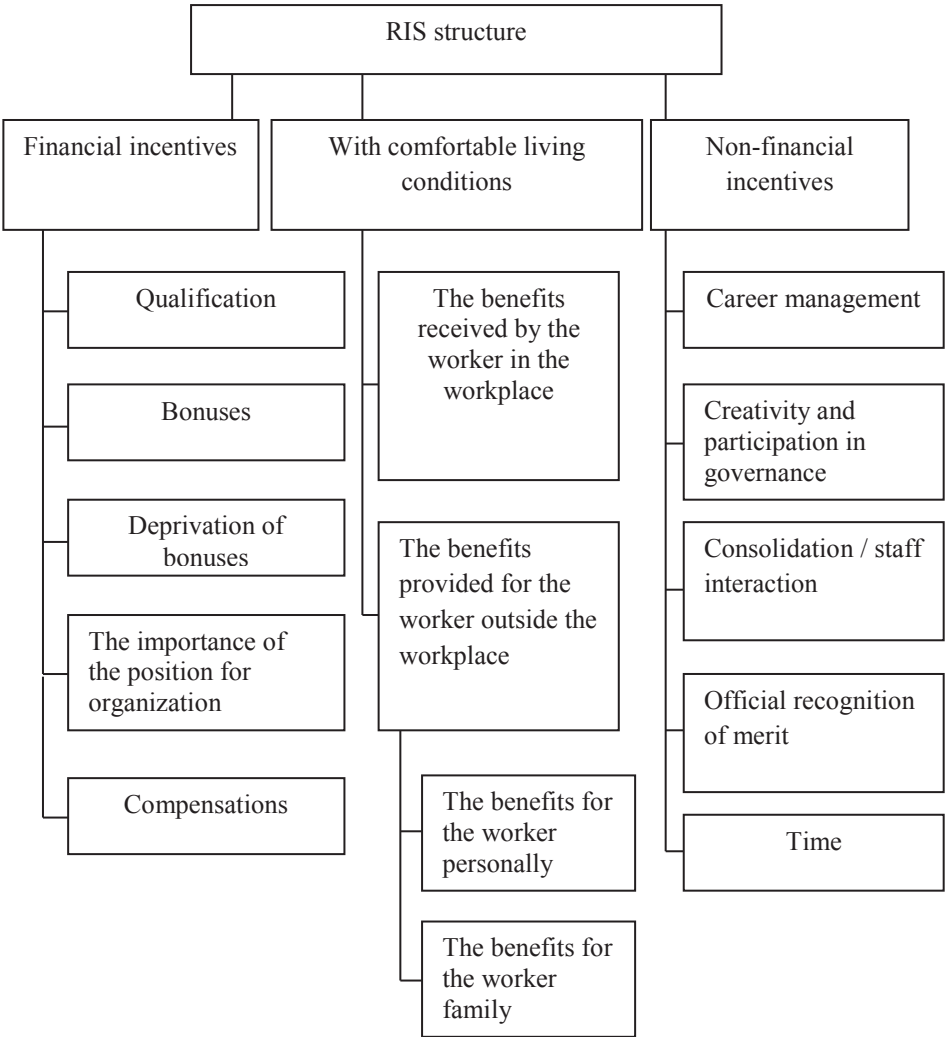 RIS structure
Financial incentives
With comfortable living
conditions
Non-financial
incentives
Qualification
Bonuses
Deprivation of
bonuses
The importance of
the position for
organization
Compensations
The benefits
received by the
worker in the
workplace
The benefits
provided for the
worker outside the
workplace
The benefits for
the worker
personally
The benefits for
the worker
family
Career management
Creativity and
participation in
governance
Consolidation / staff
interaction
Official recognition
of merit
Time